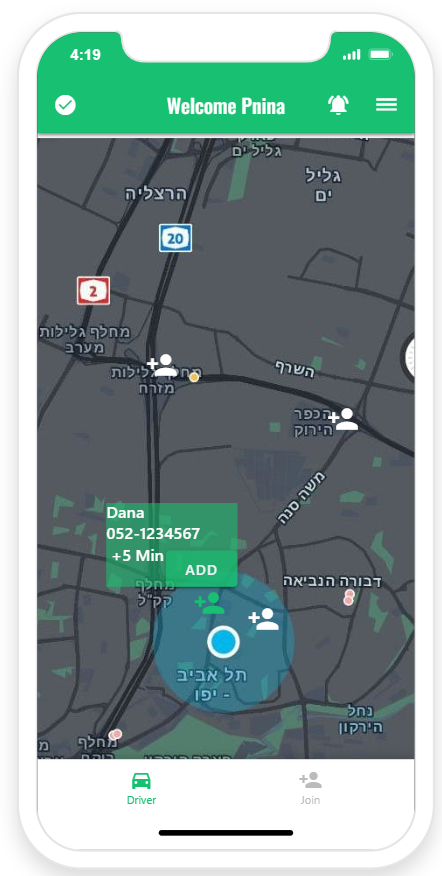 4:19
Welcome Pnina
גליל ים
גליל
ים
הרצליה
20
2
מחלף גלילות
מערב
מחלף גלילות
מזרח
השרף
הכפר
הירוק
משה סנה
Dana
052-1234567
+5 Min
ADD
מחלף
קק"ל
דבורה הנביאה
תל אביב
- יפו
נחל
הירקון
מחלף
Driver
Join